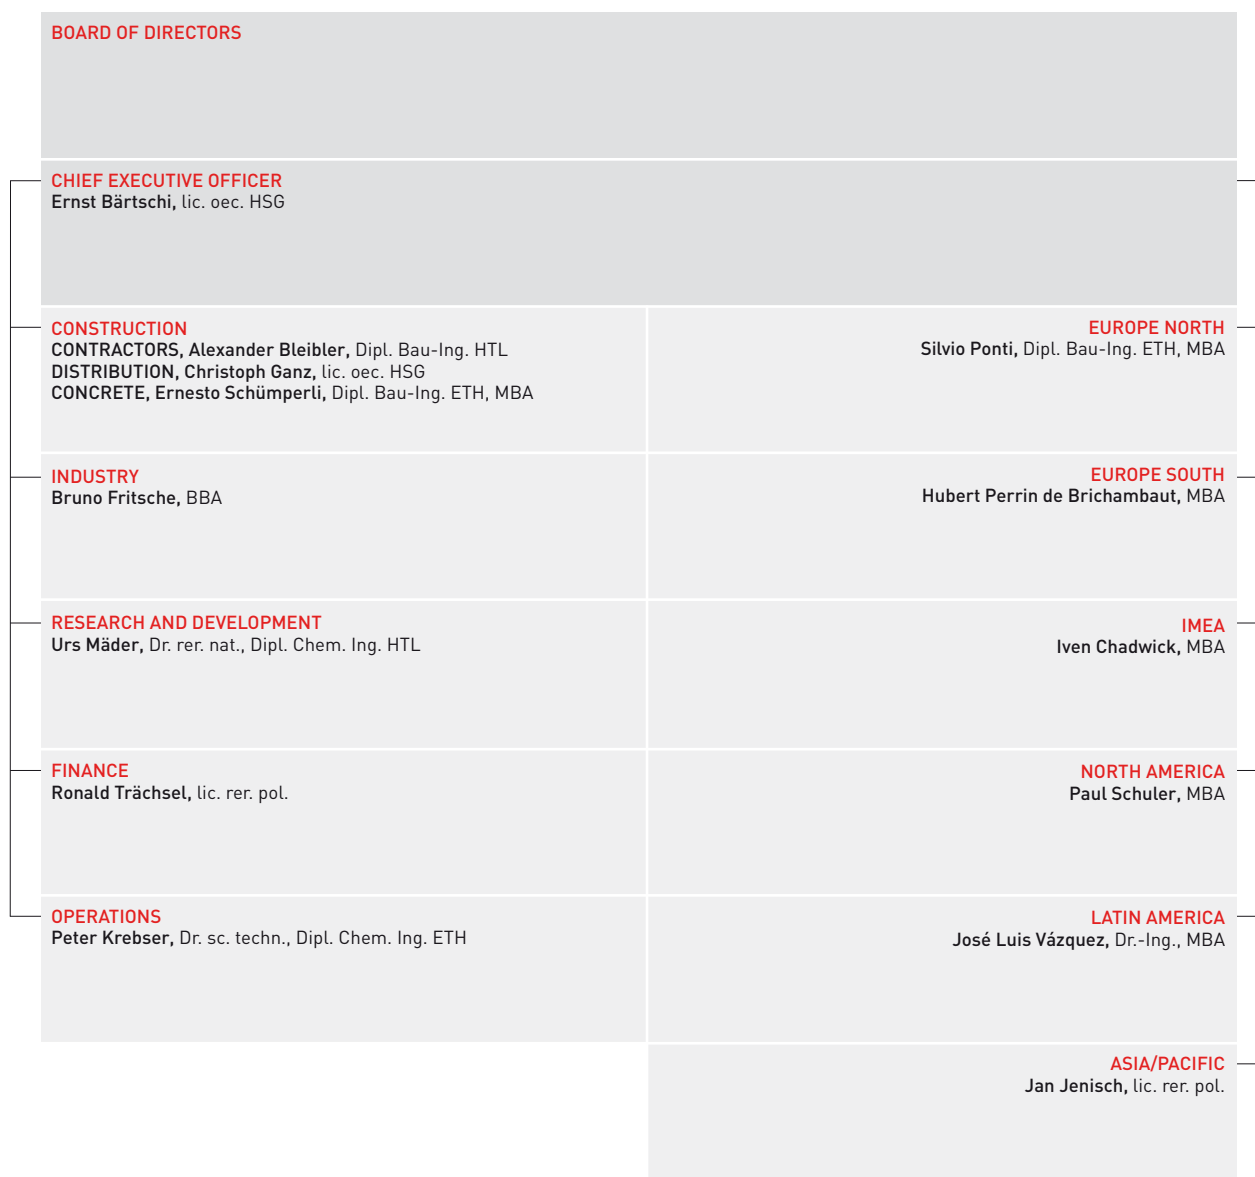 BOARD OF DIRECTORS
CHIEF EXECUTIVE OFFICER
Ernst Bärtschi, lic. oec. HSG
CONSTRUCTION
CONTRACTORS, Alexander Bleibler, Dipl. Bau-Ing. HTL
DISTRIBUTION, Christoph Ganz, lic. oec. HSG
CONCRETE, Ernesto Schümperli, Dipl. Bau-Ing. ETH, MBA
EUROPE NORTH
Silvio Ponti, Dipl. Bau-Ing. ETH, MBA
INDUSTRY
Bruno Fritsche, BBA
EUROPE SOUTH
Hubert Perrin de Brichambaut, MBA
RESEARCH AND DEVELOPMENT
Urs Mäder, Dr. rer. nat., Dipl. Chem. Ing. HTL
IMEA
Iven Chadwick, MBA
FINANCE
Ronald Trächsel, lic. rer. pol.
NORTH AMERICA
Paul Schuler, MBA
OPERATIONS
Peter Krebser, Dr. sc. techn., Dipl. Chem. Ing. ETH
LATIN AMERICA
José Luis Vázquez, Dr.-Ing., MBA
ASIA/PACIFIC
Jan Jenisch, lic. rer. pol.